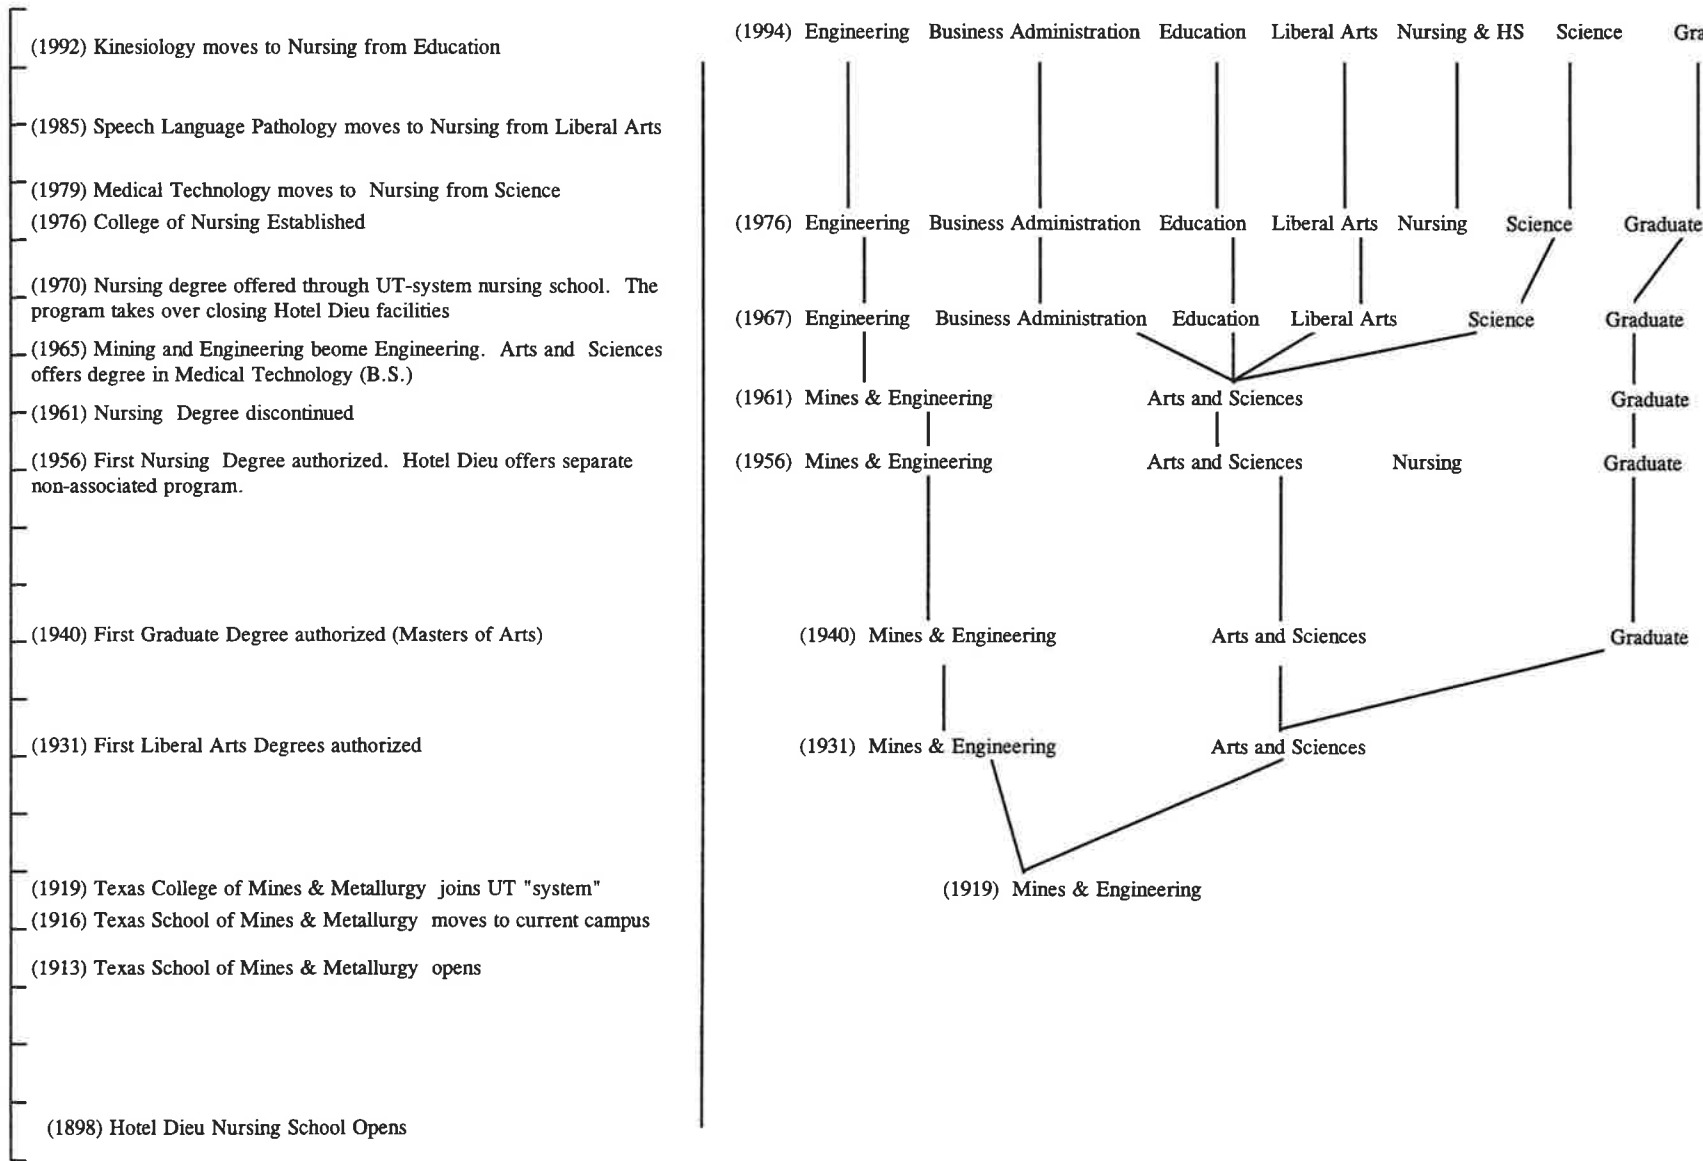 (1992) Kinesiology moves to Nursing from Education
(1985) Speech Language Pathology moves to Nursing from Liberal Arts
(1979) Medical Technology moves to Nursing from Science
(1976) College of Nursing Established
(1970) Nursing degree offered through UT-system nursing school. The
program takes over closing Hotel Dieu facilities
(1965) Mining and Engineering beome Engineering. Arts and Sciences
offers degree in Medical Technology (B.S.)
(1961) Nursing Degree discontinued
(1956) First Nursing Degree authorized. Hotel Dieu offers separate
non-associated program.
(1940) First Graduate Degree authorized (Masters of Arts)
(1931) First Liberal Arts Degrees authorized
(1919) Texas College of Mines & Metallurgy joins UT "system"
(1916) Texas School of Mines & Metallurgy moves to current campus
(1913) Texas School of Mines & Metallurgy opens
(1898) Hotel Dieu Nursing School Opens
(1994) Engineering Business Administration Education Liberal Arts Nursing & HS Science Gra
(1976) Engineering Business Administration Education Liberal Arts Nursing Science Graduate
(1967) Engineering Business Administration Education Liberal Arts Science Graduate
(1961) Mines & Engineering Arts and Sciences Graduate
(1956) Mines & Engineering Arts and Sciences Nursing Graduate
(1940) Mines & Engineering Arts and Sciences Graduate
(1931) Mines & Engineering Arts and Sciences
(1919) Mines & Engineering